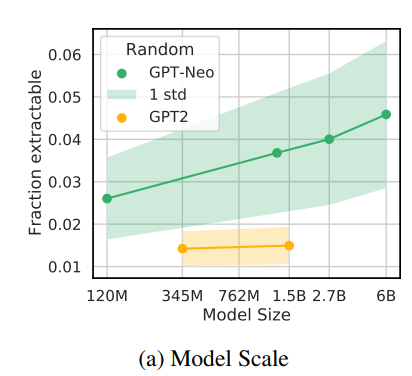 Random
GPT-Neo
1 std
GPT2
Fraction extractable
0.06
0.05
0.04
0.03
0.02
0.01
120M 345M 762M 1.5B 2.7B 6B
Model Size
(a) Model Scale